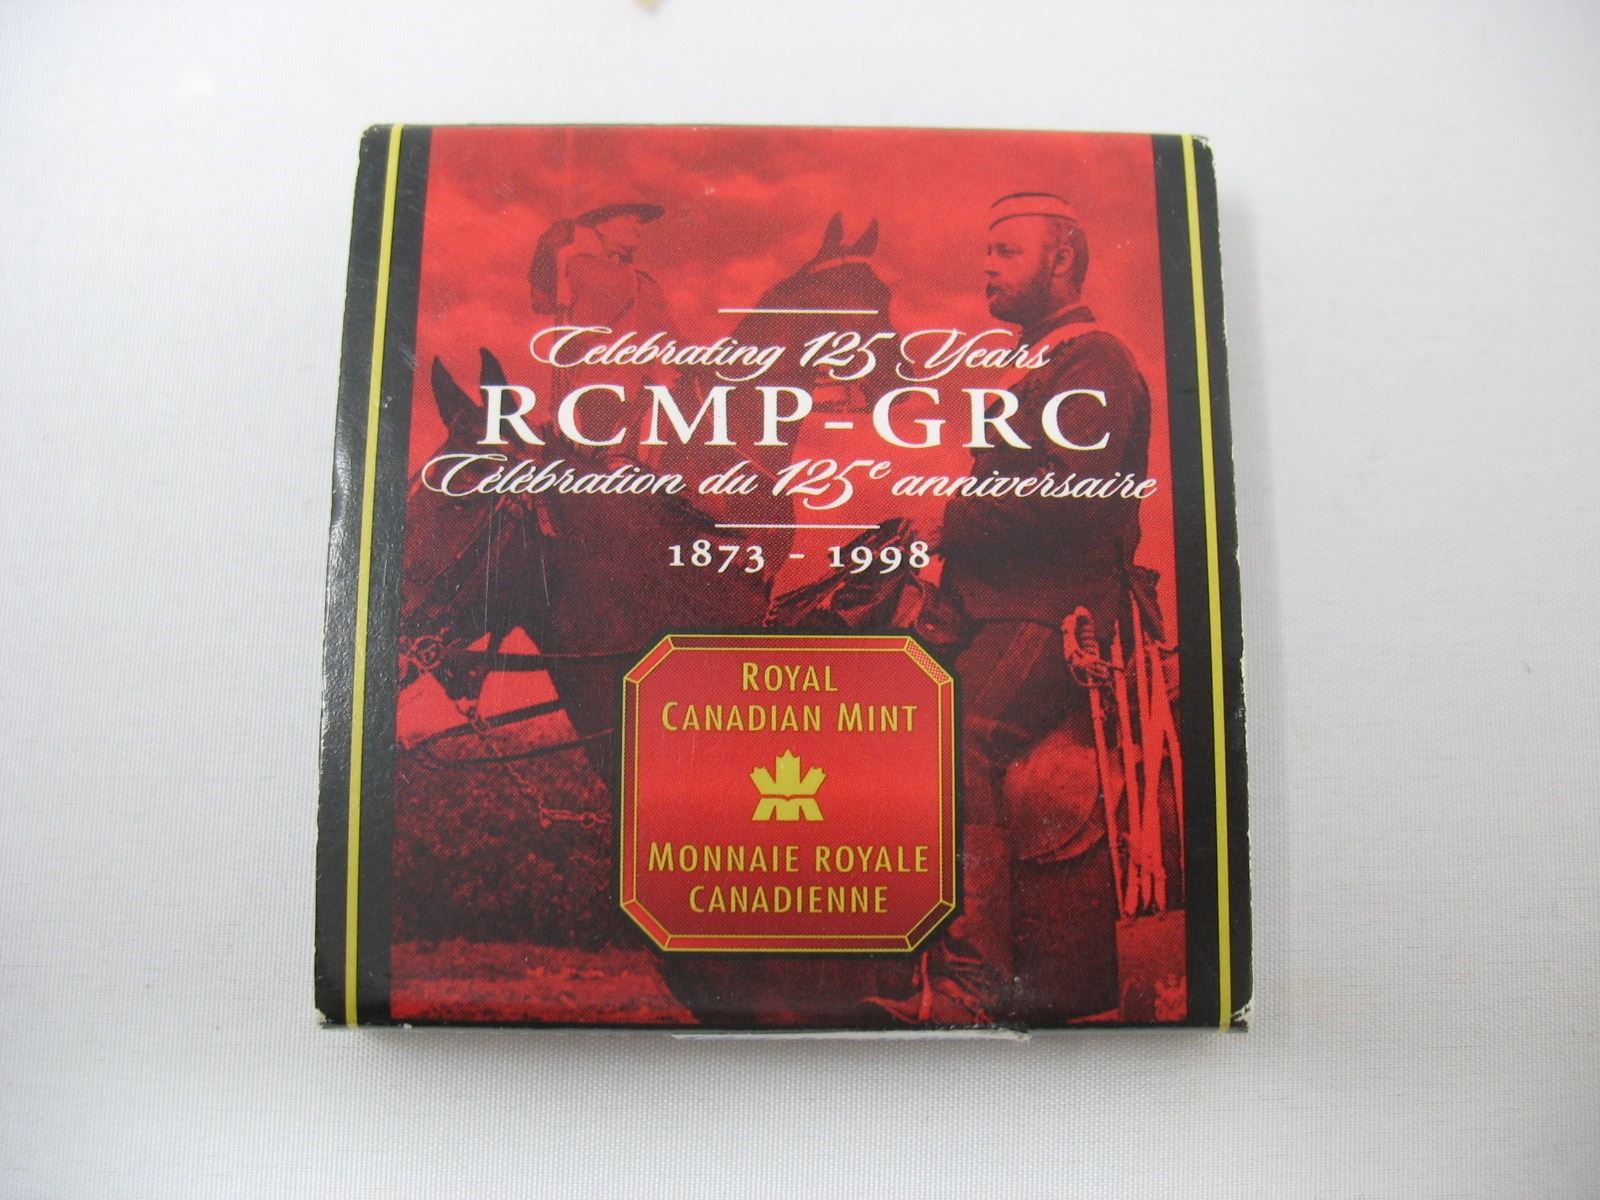 Celebrating 125 Years
RCMP-GRC
Célébration du 125e anniversaire
1873 - 1998
ROYAL
CANADIAN MINT
MONNAIE ROYALE
CANADIENNE